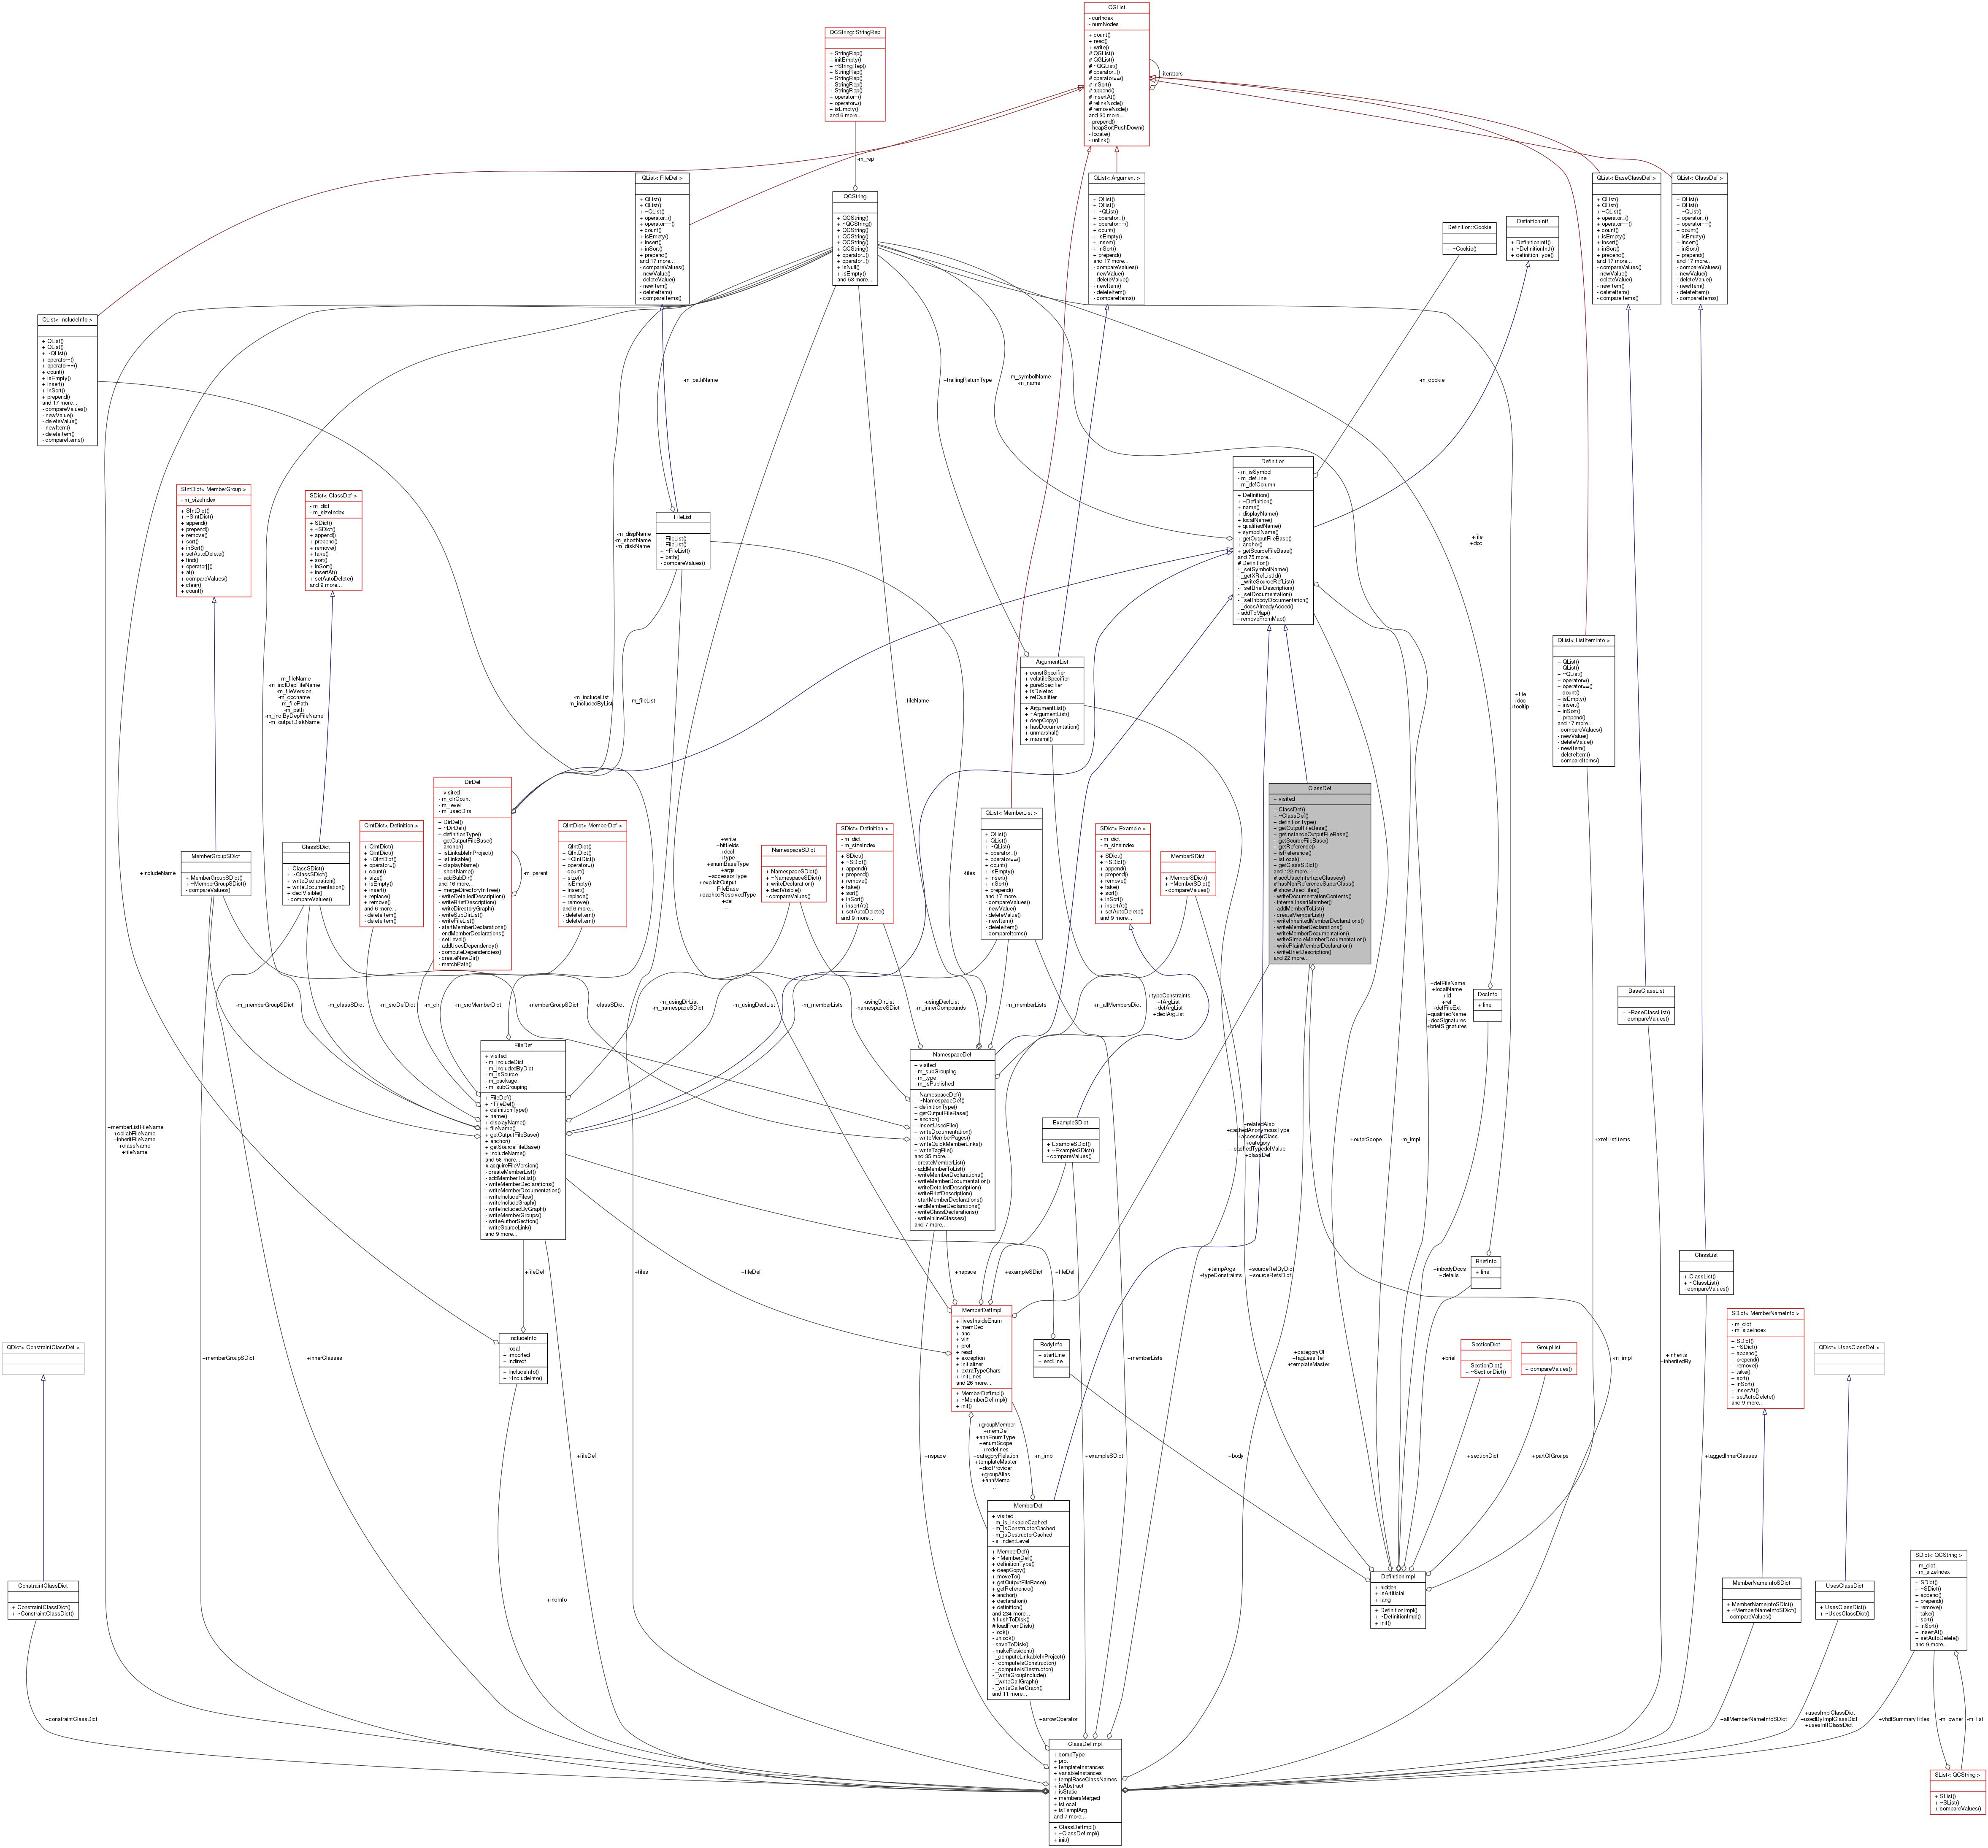 QGList
- curIndex
- numNodes
+ count()
+ read()
+ write()
# QGList()
# QGList()
# ~QGList()
# operator=()
# operator==()
# inSort()
# append()
# insertAt()
# relinkNode()
# removeNode()
and 30 more...
- prepend()
- heapSortPushDown()
- locate()
- unlink()
iterators
QCString::StringRep
+ StringRep()
+ initEmpty()
+ ~StringRep()
+ StringRep()
+ StringRep()
+ StringRep()
+ StringRep()
+ operator=()
+ operator=()
+ isEmpty()
and 6 more...
-m_rep
QList< FileDef >
+ QList()
+ QList()
+ ~QList()
+ operator=()
+ operator==()
+ count()
+ isEmpty()
+ insert()
+ inSort()
+ prepend()
and 17 more...
- compareValues()
- newValue()
- deleteValue()
- newItem()
- deleteItem()
- compareItems()
QCString
+ QCString()
+ ~QCString()
+ QCString()
+ QCString()
+ QCString()
+ QCString()
+ operator=()
+ operator=()
+ isNull()
+ isEmpty()
and 53 more...
QList< Argument >
+ QList()
+ QList()
+ ~QList()
+ operator=()
+ operator==()
+ count()
+ isEmpty()
+ insert()
+ inSort()
+ prepend()
and 17 more...
- compareValues()
- newValue()
- deleteValue()
- newItem()
- deleteItem()
- compareItems()
Definition::Cookie
+ ~Cookie()
DefinitionIntf
+ DefinitionIntf()
+ ~DefinitionIntf()
+ definitionType()
QList< BaseClassDef >
+ QList()
+ QList()
+ ~QList()
+ operator=()
+ operator==()
+ count()
+ isEmpty()
+ insert()
+ inSort()
+ prepend()
and 17 more...
- compareValues()
- newValue()
- deleteValue()
- newItem()
- deleteItem()
- compareItems()
QList< ClassDef >
+ QList()
+ QList()
+ ~QList()
+ operator=()
+ operator==()
+ count()
+ isEmpty()
+ insert()
+ inSort()
+ prepend()
and 17 more...
- compareValues()
- newValue()
- deleteValue()
- newItem()
- deleteItem()
- compareItems()
QList< IncludeInfo >
+ QList()
+ QList()
+ ~QList()
+ operator=()
+ operator==()
+ count()
+ isEmpty()
+ insert()
+ inSort()
+ prepend()
and 17 more...
- compareValues()
- newValue()
- deleteValue()
- newItem()
- deleteItem()
- compareItems()
-m_pathName
+trailingReturnType
-m_symbolName
-m_name
-m_cookie
Definition
- m_isSymbol
- m_defLine
- m_defColumn
+ Definition()
+ ~Definition()
+ name()
+ displayName()
+ localName()
+ qualifiedName()
+ symbolName()
+ getOutputFileBase()
+ anchor()
+ getSourceFileBase()
and 75 more...
# Definition()
- _setSymbolName()
- _getXRefListId()
- _writeSourceRefList()
- _setBriefDescription()
- _setDocumentation()
- _setInbodyDocumentation()
- _docsAlreadyAdded()
- addToMap()
- removeFromMap()
SIntDict< MemberGroup >
- m_sizeIndex
+ SIntDict()
+ ~SIntDict()
+ append()
+ prepend()
+ remove()
+ sort()
+ inSort()
+ setAutoDelete()
+ find()
+ operator[]()
+ at()
+ compareValues()
+ clear()
+ count()
SDict< ClassDef >
- m_dict
- m_sizeIndex
+ SDict()
+ ~SDict()
+ append()
+ prepend()
+ remove()
+ take()
+ sort()
+ inSort()
+ insertAt()
+ setAutoDelete()
and 9 more...
FileList
+ FileList()
+ FileList()
+ ~FileList()
+ path()
- compareValues()
-m_dispName
-m_shortName
-m_diskName
+file
+doc
-m_fileName
-m_inclDepFileName
-m_fileVersion
-m_docname
-m_filePath
-m_path
-m_inclByDepFileName
-m_outputDiskName
-m_includeList
-m_includedByList
-m_fileList
-fileName
ArgumentList
+ constSpecifier
+ volatileSpecifier
+ pureSpecifier
+ isDeleted
+ refQualifier
+ ArgumentList()
+ ~ArgumentList()
+ deepCopy()
+ hasDocumentation()
+ unmarshal()
+ marshal()
+file
+doc
+tooltip
QList< ListItemInfo >
+ QList()
+ QList()
+ ~QList()
+ operator=()
+ operator==()
+ count()
+ isEmpty()
+ insert()
+ inSort()
+ prepend()
and 17 more...
- compareValues()
- newValue()
- deleteValue()
- newItem()
- deleteItem()
- compareItems()
DirDef
+ visited
- m_dirCount
- m_level
- m_usedDirs
+ DirDef()
+ ~DirDef()
+ definitionType()
+ getOutputFileBase()
+ anchor()
+ isLinkableInProject()
+ isLinkable()
+ displayName()
+ shortName()
+ addSubDir()
and 16 more...
+ mergeDirectoryInTree()
- writeDetailedDescription()
- writeBriefDescription()
- writeDirectoryGraph()
- writeSubDirList()
- writeFileList()
- startMemberDeclarations()
- endMemberDeclarations()
- setLevel()
- addUsesDependency()
- computeDependencies()
- createNewDir()
- matchPath()
-m_parent
+includeName
MemberGroupSDict
+ MemberGroupSDict()
+ ~MemberGroupSDict()
- compareValues()
ClassSDict
+ ClassSDict()
+ ~ClassSDict()
+ writeDeclaration()
+ writeDocumentation()
+ declVisible()
- compareValues()
QIntDict< Definition >
+ QIntDict()
+ QIntDict()
+ ~QIntDict()
+ operator=()
+ count()
+ size()
+ isEmpty()
+ insert()
+ replace()
+ remove()
and 6 more...
- deleteItem()
- deleteItem()
QIntDict< MemberDef >
+ QIntDict()
+ QIntDict()
+ ~QIntDict()
+ operator=()
+ count()
+ size()
+ isEmpty()
+ insert()
+ replace()
+ remove()
and 6 more...
- deleteItem()
- deleteItem()
+write
+bitfields
+decl
+type
+enumBaseType
+args
+accessorType
+explicitOutput
FileBase
+cachedResolvedType
+def
...
NamespaceSDict
+ NamespaceSDict()
+ ~NamespaceSDict()
+ writeDeclaration()
+ declVisible()
- compareValues()
SDict< Definition >
- m_dict
- m_sizeIndex
+ SDict()
+ ~SDict()
+ append()
+ prepend()
+ remove()
+ take()
+ sort()
+ inSort()
+ insertAt()
+ setAutoDelete()
and 9 more...
-files
QList< MemberList >
+ QList()
+ QList()
+ ~QList()
+ operator=()
+ operator==()
+ count()
+ isEmpty()
+ insert()
+ inSort()
+ prepend()
and 17 more...
- compareValues()
- newValue()
- deleteValue()
- newItem()
- deleteItem()
- compareItems()
SDict< Example >
- m_dict
- m_sizeIndex
+ SDict()
+ ~SDict()
+ append()
+ prepend()
+ remove()
+ take()
+ sort()
+ inSort()
+ insertAt()
+ setAutoDelete()
and 9 more...
MemberSDict
+ MemberSDict()
+ ~MemberSDict()
- compareValues()
ClassDef
+ visited
+ ClassDef()
+ ~ClassDef()
+ definitionType()
+ getOutputFileBase()
+ getInstanceOutputFileBase()
+ getSourceFileBase()
+ getReference()
+ isReference()
+ isLocal()
+ getClassSDict()
and 122 more...
# addUsedInterfaceClasses()
# hasNonReferenceSuperClass()
# showUsedFiles()
- writeDocumentationContents()
- internalInsertMember()
- addMemberToList()
- createMemberList()
- writeInheritedMemberDeclarations()
- writeMemberDeclarations()
- writeMemberDocumentation()
- writeSimpleMemberDocumentation()
- writePlainMemberDeclaration()
- writeBriefDescription()
and 22 more...
-m_memberGroupSDict
-m_classSDict
-m_srcDefDict
-m_dir
-m_srcMemberDict
-memberGroupSDict
-classSDict
-m_usingDirList
-m_namespaceSDict
-m_usingDeclList
-m_memberLists
-usingDirList
-namespaceSDict
-usingDeclList
-m_innerCompounds
-m_memberLists
-m_allMembersDict
+typeConstraints
+tArgList
+defArgList
+declArgList
+defFileName
+localName
+id
+ref
+defFileExt
+qualifiedName
+docSignatures
+briefSignatures
DocInfo
+ line
BaseClassList
+ ~BaseClassList()
+ compareValues()
FileDef
+ visited
- m_includeDict
- m_includedByDict
- m_isSource
- m_package
- m_subGrouping
+ FileDef()
+ ~FileDef()
+ definitionType()
+ name()
+ displayName()
+ fileName()
+ getOutputFileBase()
+ anchor()
+ getSourceFileBase()
+ includeName()
and 58 more...
# acquireFileVersion()
- createMemberList()
- addMemberToList()
- writeMemberDeclarations()
- writeMemberDocumentation()
- writeIncludeFiles()
- writeIncludeGraph()
- writeIncludedByGraph()
- writeMemberGroups()
- writeAuthorSection()
- writeSourceLink()
and 9 more...
NamespaceDef
+ visited
- m_subGrouping
- m_type
- m_isPublished
+ NamespaceDef()
+ ~NamespaceDef()
+ definitionType()
+ getOutputFileBase()
+ anchor()
+ insertUsedFile()
+ writeDocumentation()
+ writeMemberPages()
+ writeQuickMemberLinks()
+ writeTagFile()
and 35 more...
- createMemberList()
- addMemberToList()
- writeMemberDeclarations()
- writeMemberDocumentation()
- writeDetailedDescription()
- writeBriefDescription()
- startMemberDeclarations()
- endMemberDeclarations()
- writeClassDeclarations()
- writeInlineClasses()
and 7 more...
ExampleSDict
+ ExampleSDict()
+ ~ExampleSDict()
- compareValues()
+memberListFileName
+collabFileName
+inheritFileName
+className
+fileName
+relatedAlso
+cachedAnonymousType
+accessorClass
+category
+cachedTypedefValue
+classDef
-outerScope
-m_impl
+xrefListItems
+fileDef
+files
+fileDef
+nspace
+exampleSDict
+fileDef
+tempArgs
+typeConstraints
+sourceRefByDict
+sourceRefsDict
+inbodyDocs
+details
BriefInfo
+ line
ClassList
+ ClassList()
+ ~ClassList()
- compareValues()
QDict< ConstraintClassDef >
+memberGroupSDict
+innerClasses
IncludeInfo
+ local
+ imported
+ indirect
+ IncludeInfo()
+ ~IncludeInfo()
MemberDefImpl
+ livesInsideEnum
+ memDec
+ anc
+ virt
+ prot
+ read
+ exception
+ initializer
+ extraTypeChars
+ initLines
and 26 more...
+ MemberDefImpl()
+ ~MemberDefImpl()
+ init()
BodyInfo
+ startLine
+ endLine
+memberLists
+categoryOf
+tagLessRef
+templateMaster
+brief
SectionDict
+ SectionDict()
+ ~SectionDict()
GroupList
+ compareValues()
-m_impl
+inherits
+inheritedBy
SDict< MemberNameInfo >
- m_dict
- m_sizeIndex
+ SDict()
+ ~SDict()
+ append()
+ prepend()
+ remove()
+ take()
+ sort()
+ inSort()
+ insertAt()
+ setAutoDelete()
and 9 more...
QDict< UsesClassDef >
+fileDef
+nspace
+groupMember
+memDef
+annEnumType
+enumScope
+redefines
+categoryRelation
+templateMaster
+docProvider
+groupAlias
+annMemb
...
-m_impl
+exampleSDict
+body
+sectionDict
+partOfGroups
+taggedInnerClasses
MemberDef
+ visited
- m_isLinkableCached
- m_isConstructorCached
- m_isDestructorCached
- s_indentLevel
+ MemberDef()
+ ~MemberDef()
+ definitionType()
+ deepCopy()
+ moveTo()
+ getOutputFileBase()
+ getReference()
+ anchor()
+ declaration()
+ definition()
and 234 more...
# flushToDisk()
# loadFromDisk()
- lock()
- unlock()
- saveToDisk()
- makeResident()
- _computeLinkableInProject()
- _computeIsConstructor()
- _computeIsDestructor()
- _writeGroupInclude()
- _writeCallGraph()
- _writeCallerGraph()
and 11 more...
ConstraintClassDict
+ ConstraintClassDict()
+ ~ConstraintClassDict()
+incInfo
DefinitionImpl
+ hidden
+ isArtificial
+ lang
+ DefinitionImpl()
+ ~DefinitionImpl()
+ init()
MemberNameInfoSDict
+ MemberNameInfoSDict()
+ ~MemberNameInfoSDict()
- compareValues()
UsesClassDict
+ UsesClassDict()
+ ~UsesClassDict()
SDict< QCString >
- m_dict
- m_sizeIndex
+ SDict()
+ ~SDict()
+ append()
+ prepend()
+ remove()
+ take()
+ sort()
+ inSort()
+ insertAt()
+ setAutoDelete()
and 9 more...
+constraintClassDict
+arrowOperator
+allMemberNameInfoSDict
+usesImplClassDict
+usedByImplClassDict
+usesIntfClassDict
+vhdlSummaryTitles
-m_owner
-m_list
ClassDefImpl
+ compType
+ prot
+ templateInstances
+ variableInstances
+ templBaseClassNames
+ isAbstract
+ isStatic
+ membersMerged
+ isLocal
+ isTemplArg
and 7 more...
+ ClassDefImpl()
+ ~ClassDefImpl()
+ init()
SList< QCString >
+ SList()
+ ~SList()
+ compareValues()